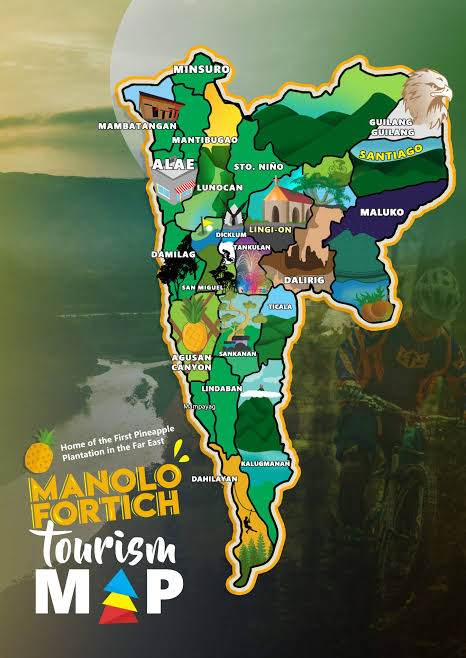 MINSURO
MAMBATANGAN
MANTIBUGAO
GUILANG
GUILANG
SANTIAGO
ALAE
STO. NIÑO
LUNOCAN
MALUKO
DICKLUM
LINGI-ON
TANKULAN
DAMILAG
DALIRIG
SAN MIGUEL
TICALA
AGUSAN
CANYON
SANKANAN
LINDABAN
Mampayag
KALUGMANAN
DAHILAYAN
Home of the First Pineapple
Plantation in the Far East
MANOLO
FORTICH
tourism
MAP